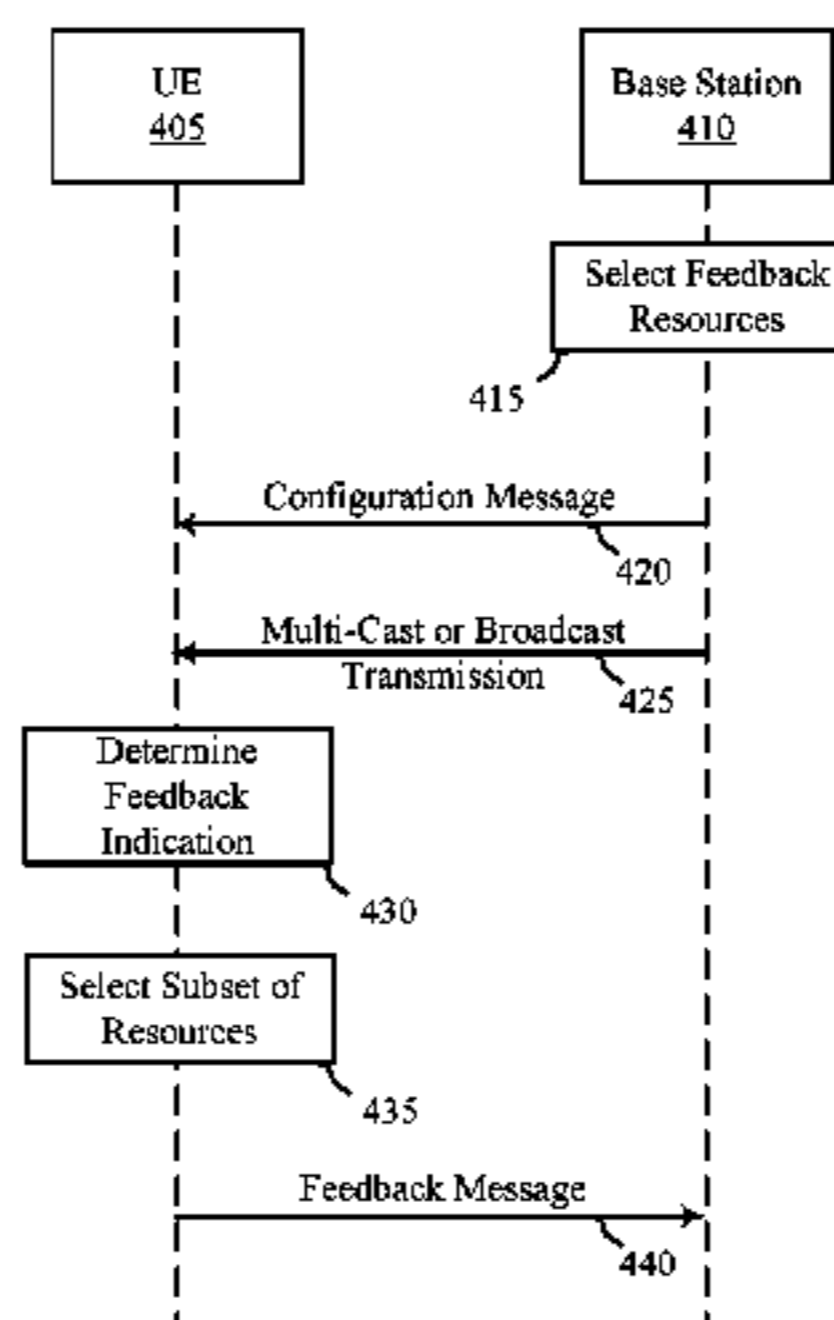 UE
405
Base Station
410
Select Feedback
Resources
415
Configuration Message
420
Multi-Cast or Broadcast
Transmission
425
Determine
Feedback
Indication
430
Select Subset of
Resources
435
Feedback Message
440